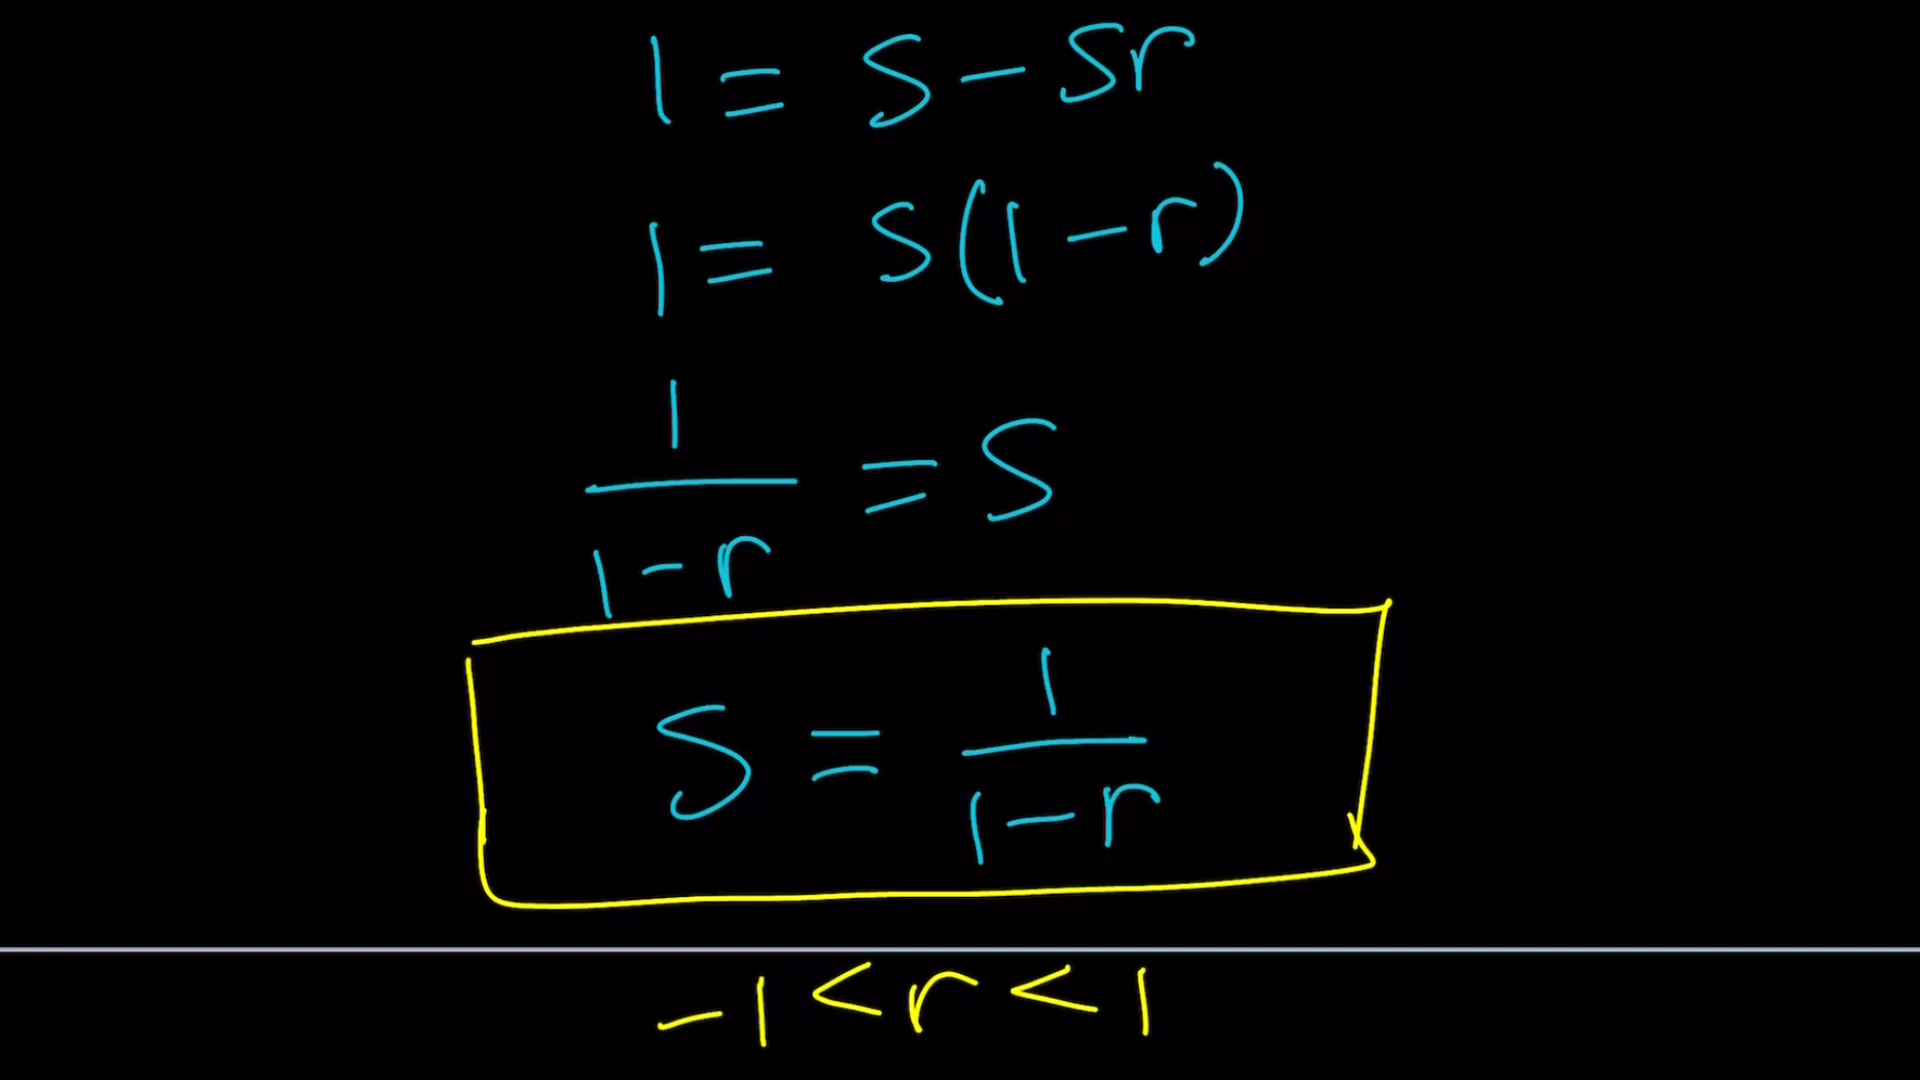 1 = S - Sr
1 = S(1 - r)
1/(1 - r) = S
S = 1/(1 - r)
-1 < r < 1